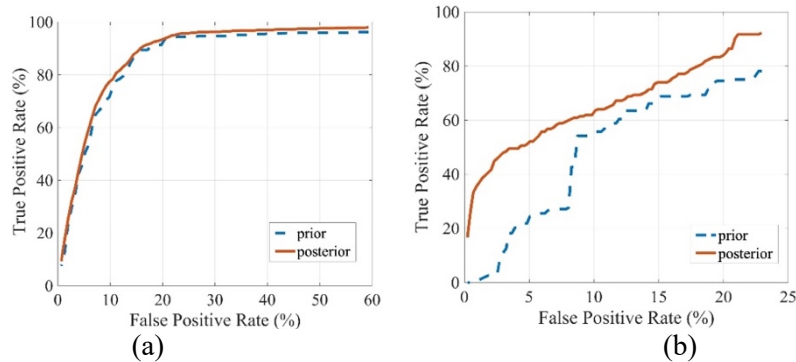 100
80
60
40
20
0
True Positive Rate (%)
0 10 20 30 40 50 60
False Positive Rate (%)
prior
posterior
(a)
100
80
60
40
20
0
True Positive Rate (%)
0 5 10 15 20 25
False Positive Rate (%)
prior
posterior
(b)